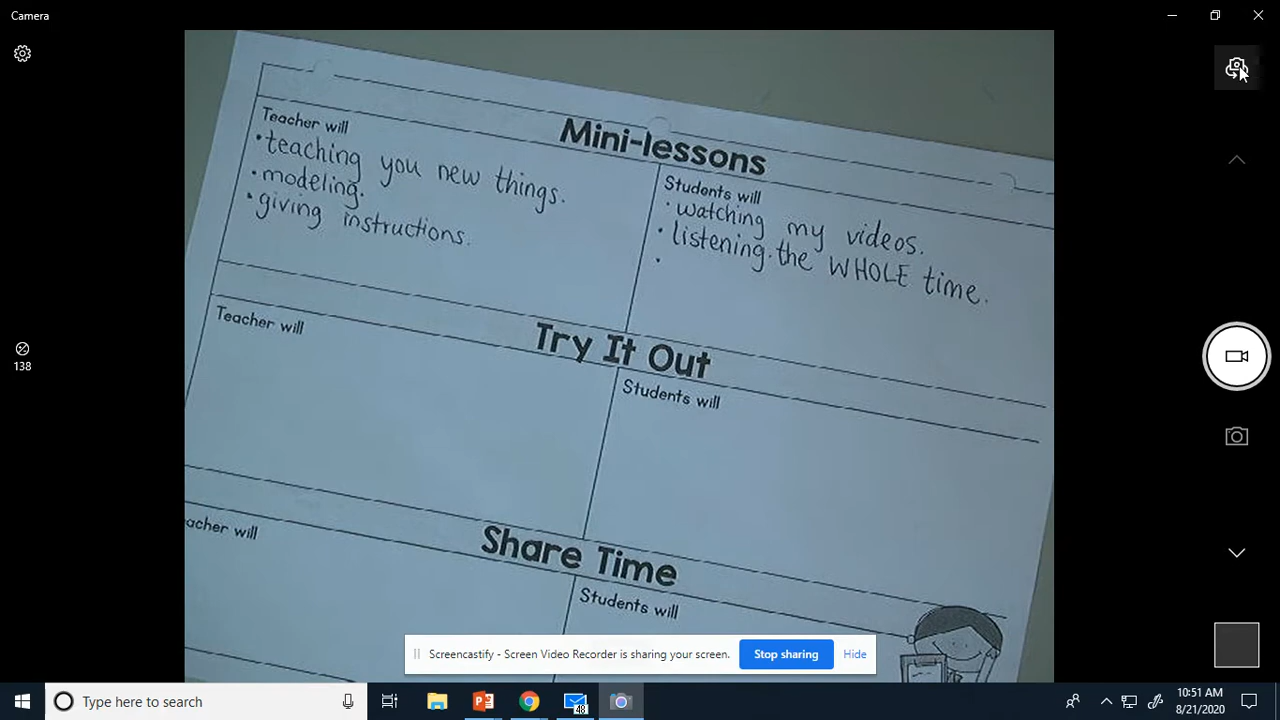 Camera
138
Mini-lessons
Teacher will
•teaching you new things.
•modeling.
•giving instructions.
Students will
•watching my videos.
•listening.the WHOLE time.
•
Try It Out
Teacher will
Students will
Share Time
acher will
Students will
Screencastify - Screen Video Recorder is sharing your screen.
Stop sharing
Hide
Type here to search
48
10:51 AM
8/21/2020